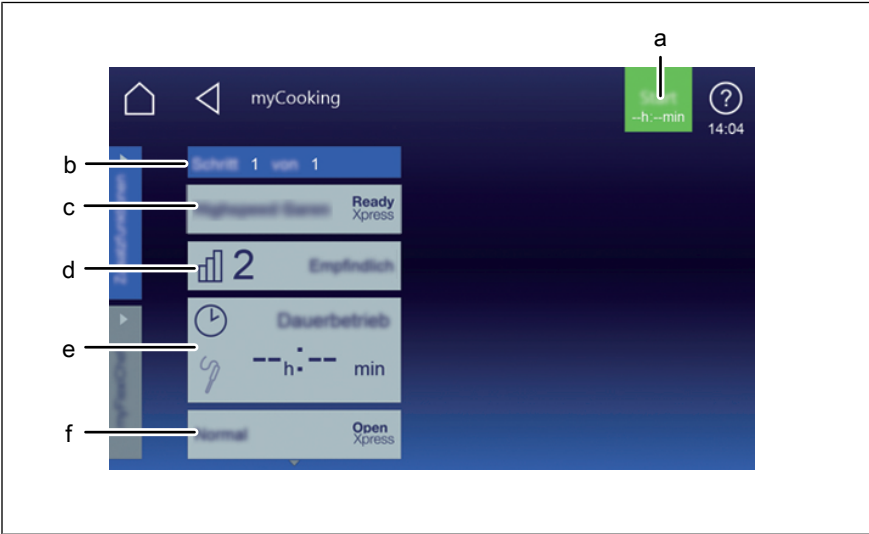 a
myCooking
--h:--min
14:04
b
Schritt 1 von 1
c
Ready
Xpress
d
2 Empfindlich
Dauerbetrieb
e
--h:-- min
f
Normal
Open
Xpress